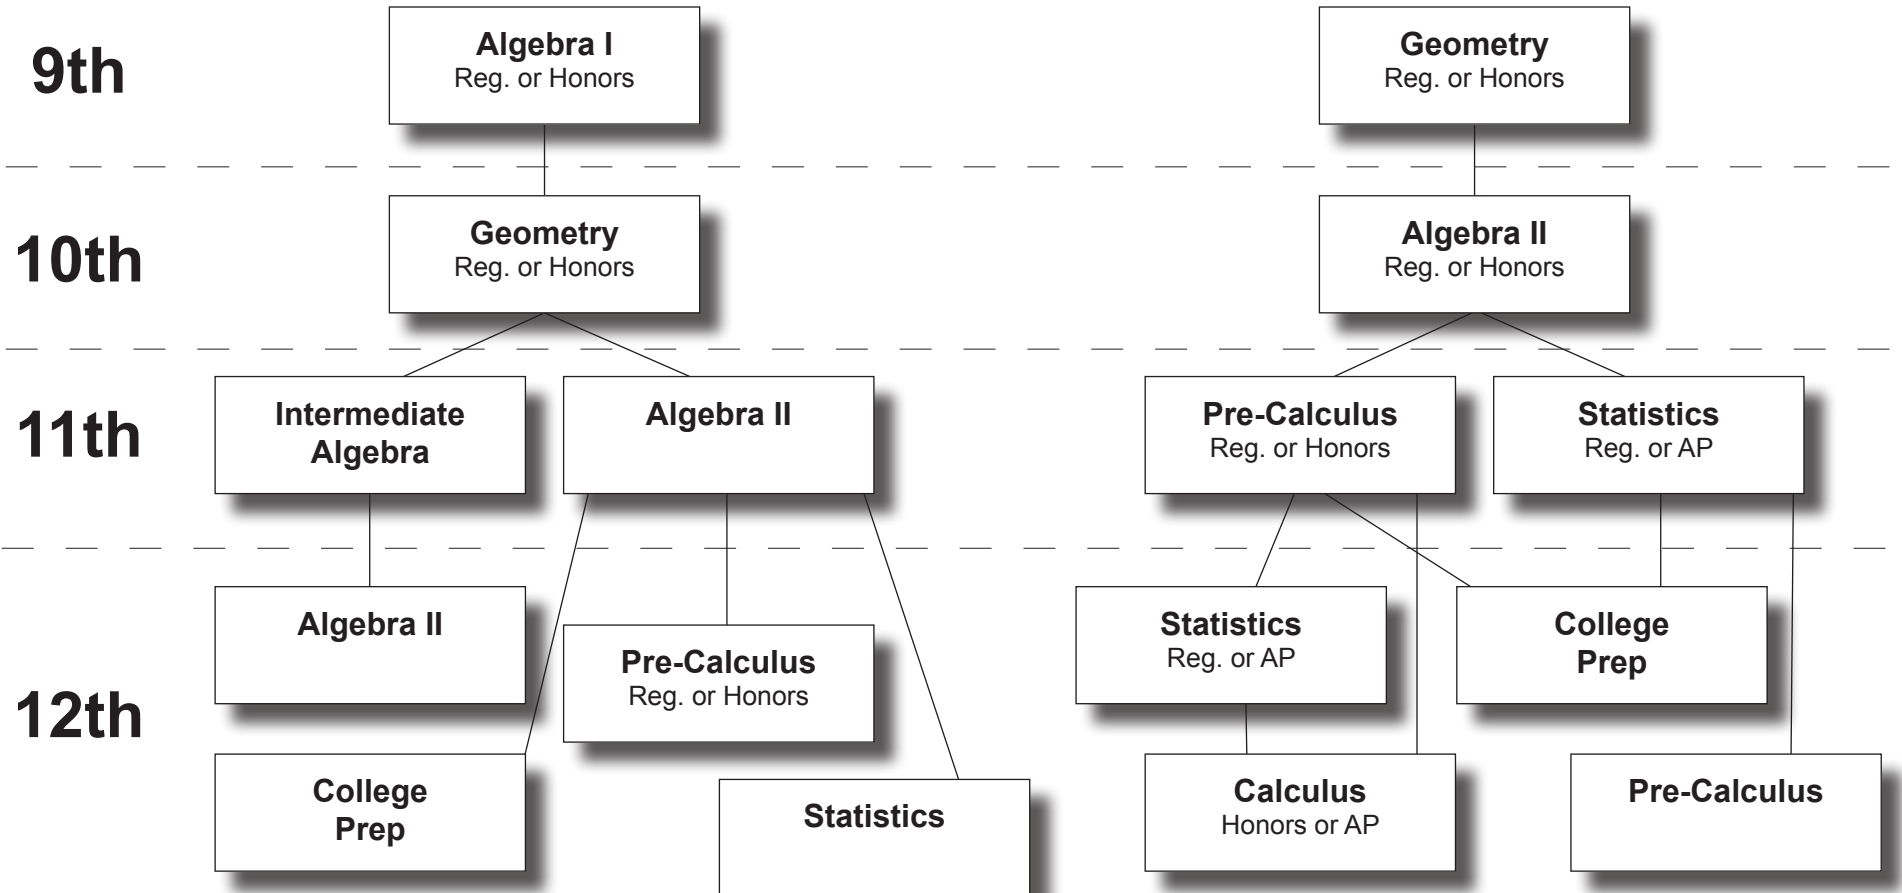 9th
Algebra I
Reg. or Honors
Geometry
Reg. or Honors
10th
Geometry
Reg. or Honors
Algebra II
Reg. or Honors
11th
Intermediate
Algebra
Algebra II
Pre-Calculus
Reg. or Honors
Statistics
Reg. or AP
12th
Algebra II
Pre-Calculus
Reg. or Honors
Statistics
Reg. or AP
College
Prep
College
Prep
Statistics
Calculus
Honors or AP
Pre-Calculus